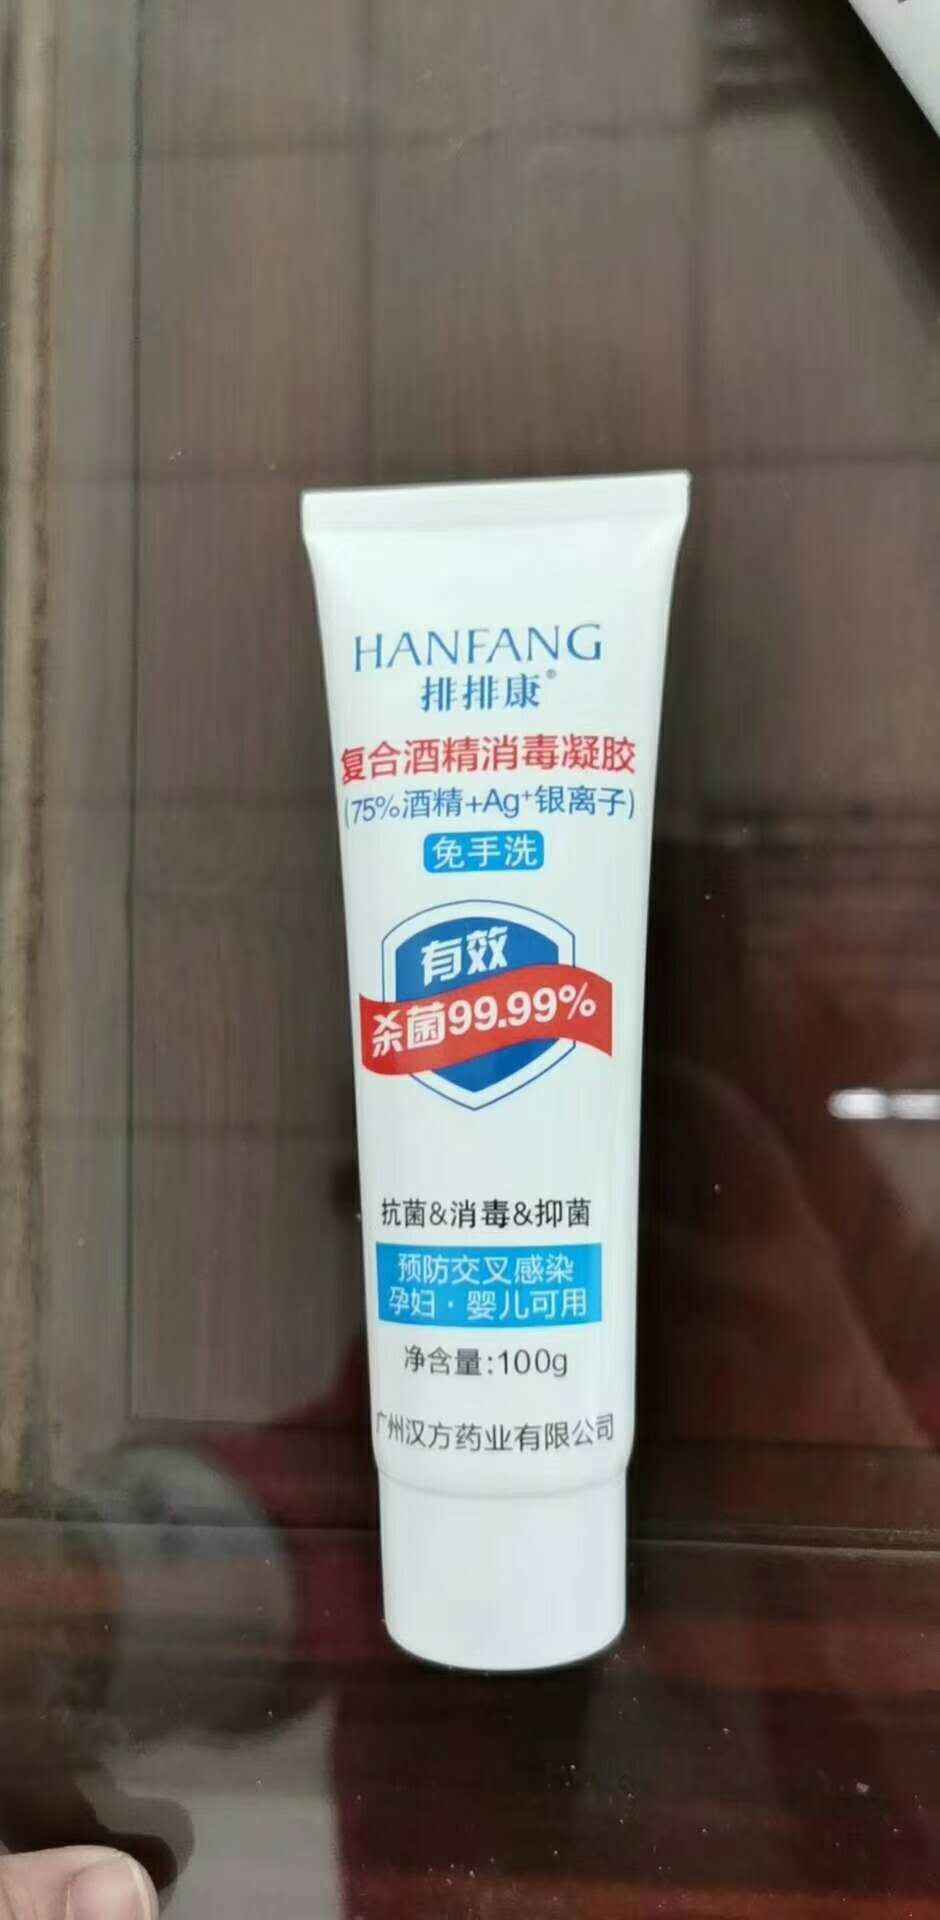 HANFANG
排排康®
复合酒精消毒凝胶
(75%酒精+Ag⁺银离子)
免手洗
有效
杀菌99.99%
抗菌&消毒&抑菌
预防交叉感染
孕妇·婴儿可用
净含量:100g
广州汉方药业有限公司